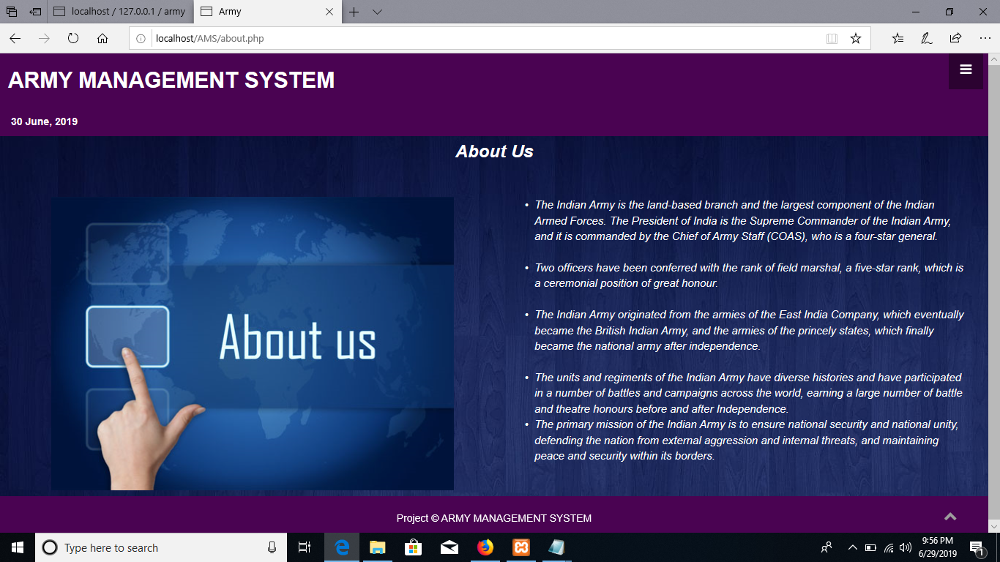 localhost / 127.0.0.1 / army
Army
localhost/AMS/about.php
ARMY MANAGEMENT SYSTEM
30 June, 2019
About Us
About us
• The Indian Army is the land-based branch and the largest component of the Indian
Armed Forces. The President of India is the Supreme Commander of the Indian Army,
and it is commanded by the Chief of Army Staff (COAS), who is a four-star general.
• Two officers have been conferred with the rank of field marshal, a five-star rank, which is
a ceremonial position of great honour.
• The Indian Army originated from the armies of the East India Company, which eventually
became the British Indian Army, and the armies of the princely states, which finally
became the national army after independence.
• The units and regiments of the Indian Army have diverse histories and have participated
in a number of battles and campaigns across the world, earning a large number of battle
and theatre honours before and after Independence.
• The primary mission of the Indian Army is to ensure national security and national unity,
defending the nation from external aggression and internal threats, and maintaining
peace and security within its borders.
Project © ARMY MANAGEMENT SYSTEM
Type here to search
9:56 PM
6/29/2019
1